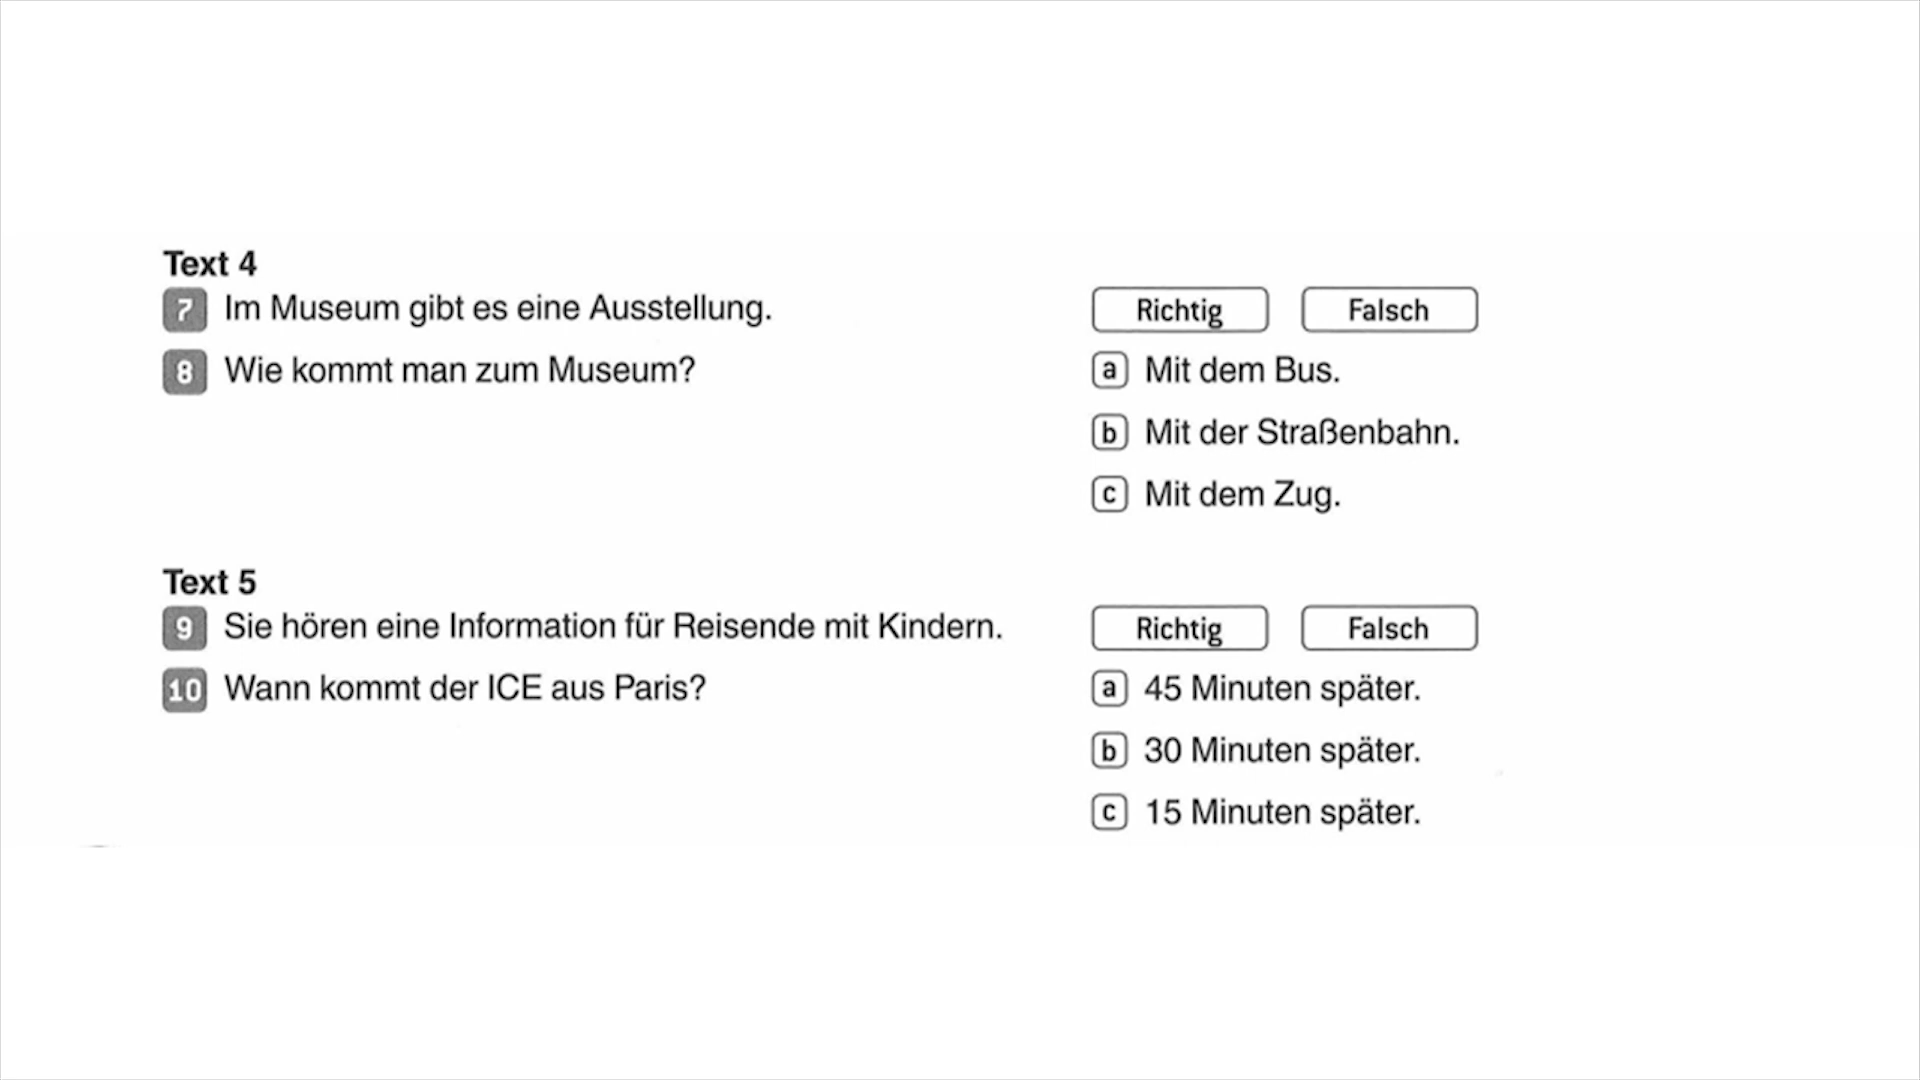 Text 4
7 Im Museum gibt es eine Ausstellung. Richtig Falsch
8 Wie kommt man zum Museum? a Mit dem Bus.
b Mit der Straßenbahn.
c Mit dem Zug.
Text 5
9 Sie hören eine Information für Reisende mit Kindern. Richtig Falsch
10 Wann kommt der ICE aus Paris? a 45 Minuten später.
b 30 Minuten später.
c 15 Minuten später.